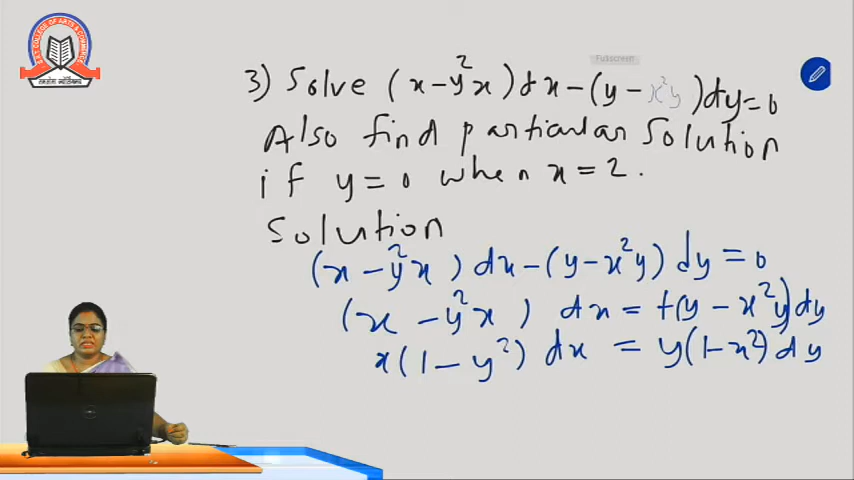 Fullscreen
3) Solve (x-y²x)dx-(y-x²y)dy=0
Also find particular solution
if y=0 when x=2.
Solution
(x-y²x)dx-(y-x²y)dy=0
(x-y²x) dx=+(y-x²y)dy
x(1-y²)dx = y(1-x²)dy